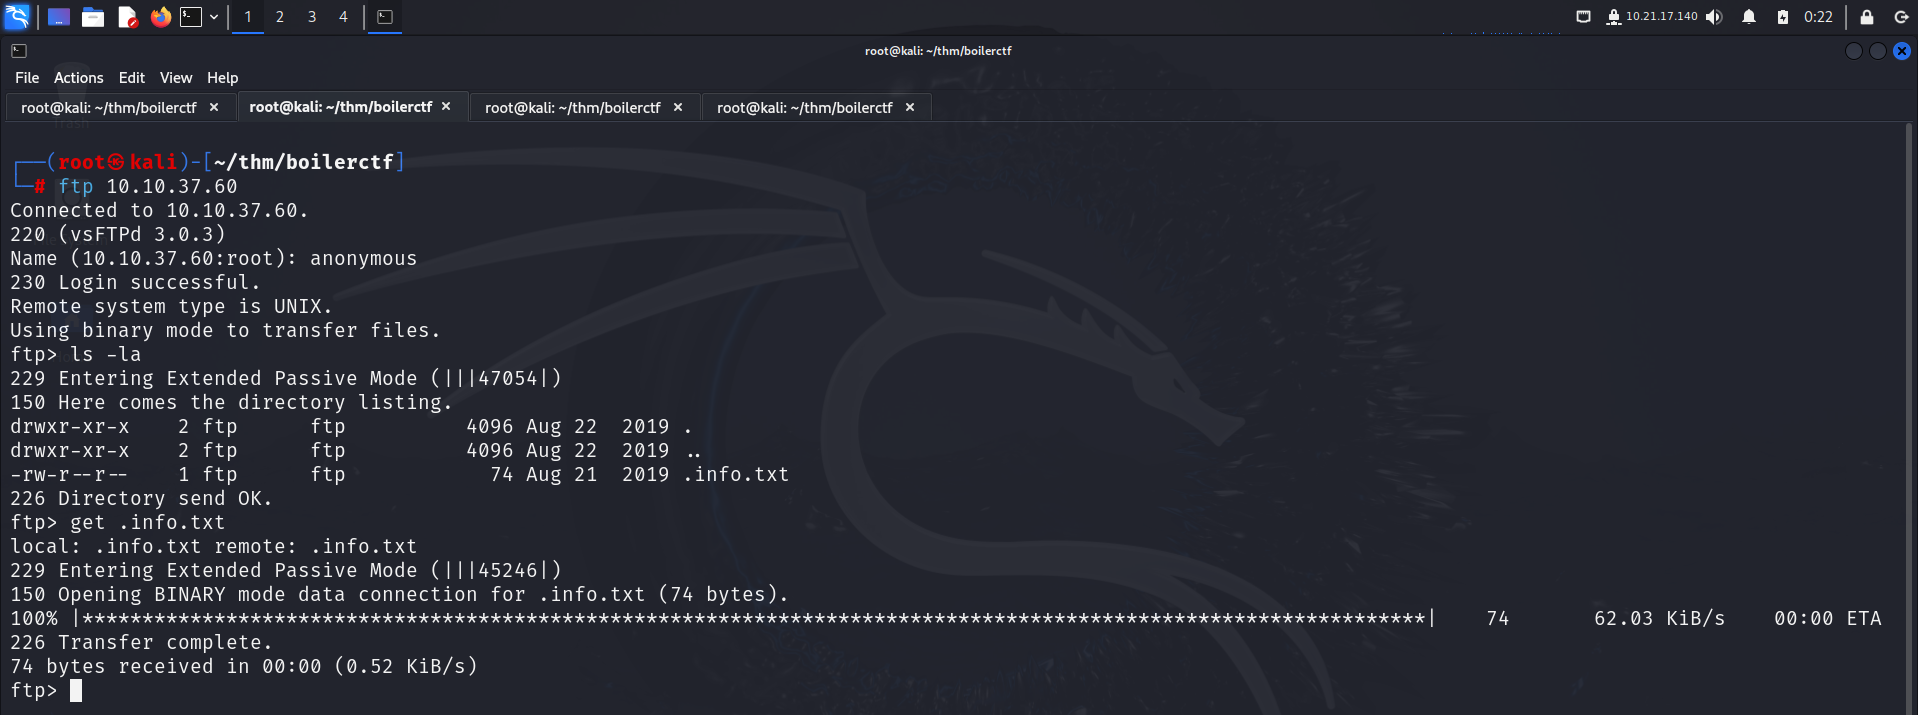 1 2 3 4 10.21.17.140 0:22
root@kali: ~/thm/boilerctf
File Actions Edit View Help
root@kali: ~/thm/boilerctf × root@kali: ~/thm/boilerctf × root@kali: ~/thm/boilerctf × root@kali: ~/thm/boilerctf ×
Trash
┌──(root㉿kali)-[~/thm/boilerctf]
└─# ftp 10.10.37.60
Connected to 10.10.37.60.
220 (vsFTPd 3.0.3)
Name (10.10.37.60:root): anonymous
230 Login successful.
Remote system type is UNIX.
Using binary mode to transfer files.
ftp> ls -la
229 Entering Extended Passive Mode (|||47054|)
150 Here comes the directory listing.
drwxr-xr-x    2 ftp      ftp          4096 Aug 22  2019 .
drwxr-xr-x    2 ftp      ftp          4096 Aug 22  2019 ..
-rw-r--r--    1 ftp      ftp            74 Aug 21  2019 .info.txt
226 Directory send OK.
ftp> get .info.txt
local: .info.txt remote: .info.txt
229 Entering Extended Passive Mode (|||45246|)
150 Opening BINARY mode data connection for .info.txt (74 bytes).
100% |****************************************************************************************************************| 74 62.03 KiB/s 00:00 ETA
226 Transfer complete.
74 bytes received in 00:00 (0.52 KiB/s)
ftp>